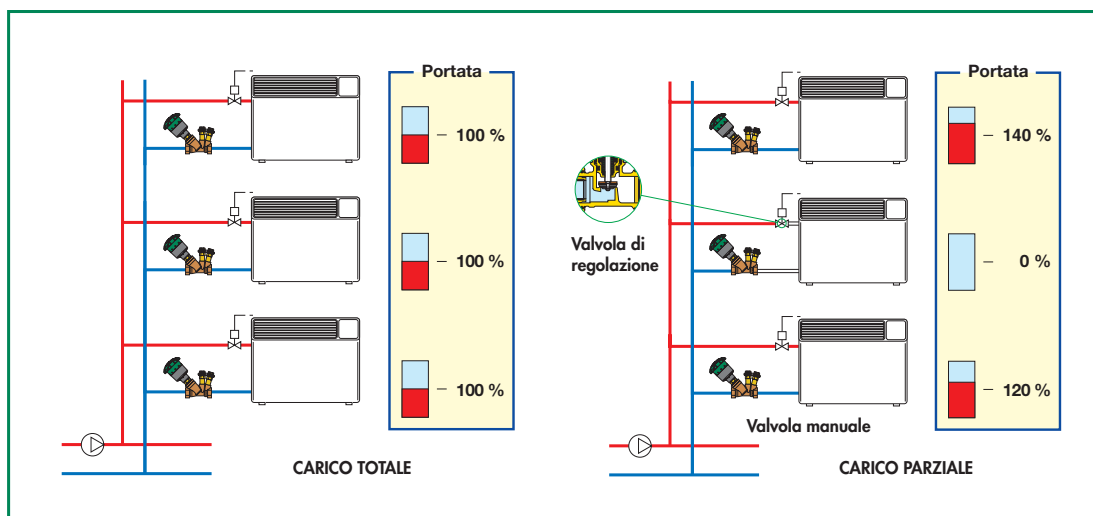 Portata
100 %
100 %
100 %
CARICO TOTALE
Portata
140 %
Valvola di
regolazione
0 %
120 %
Valvola manuale
CARICO PARZIALE